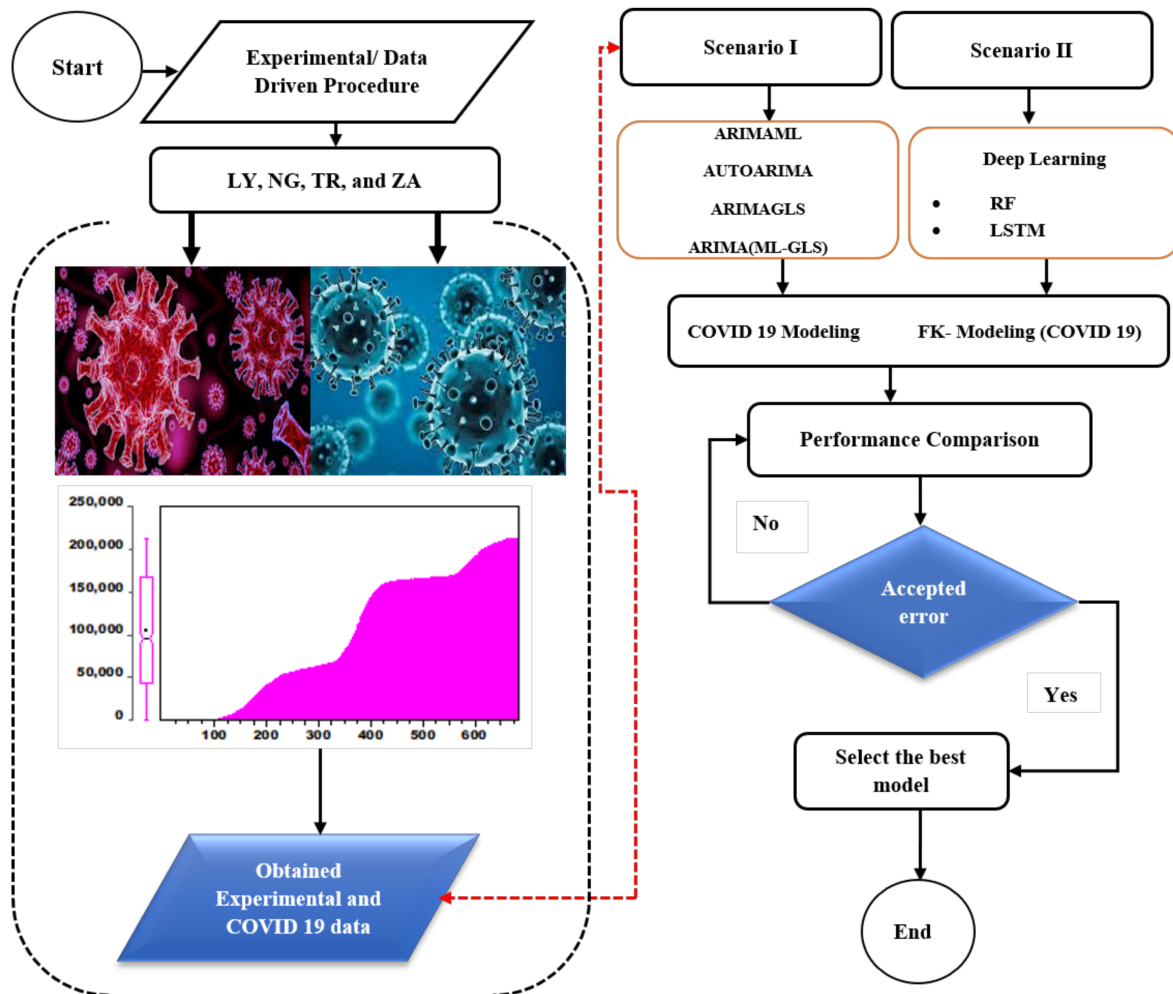 Start
Experimental/ Data
Driven Procedure
LY, NG, TR, and ZA
250,000
200,000
150,000
100,000
50,000
0
100
200
300
400
500
600
Obtained
Experimental and
COVID 19 data
Scenario I
Scenario II
ARIMAML
AUTOARIMA
ARIMAGLS
ARIMA(ML-GLS)
Deep Learning
• RF
• LSTM
COVID 19 Modeling
FK- Modeling (COVID 19)
Performance Comparison
No
Accepted
error
Yes
Select the best
model
End